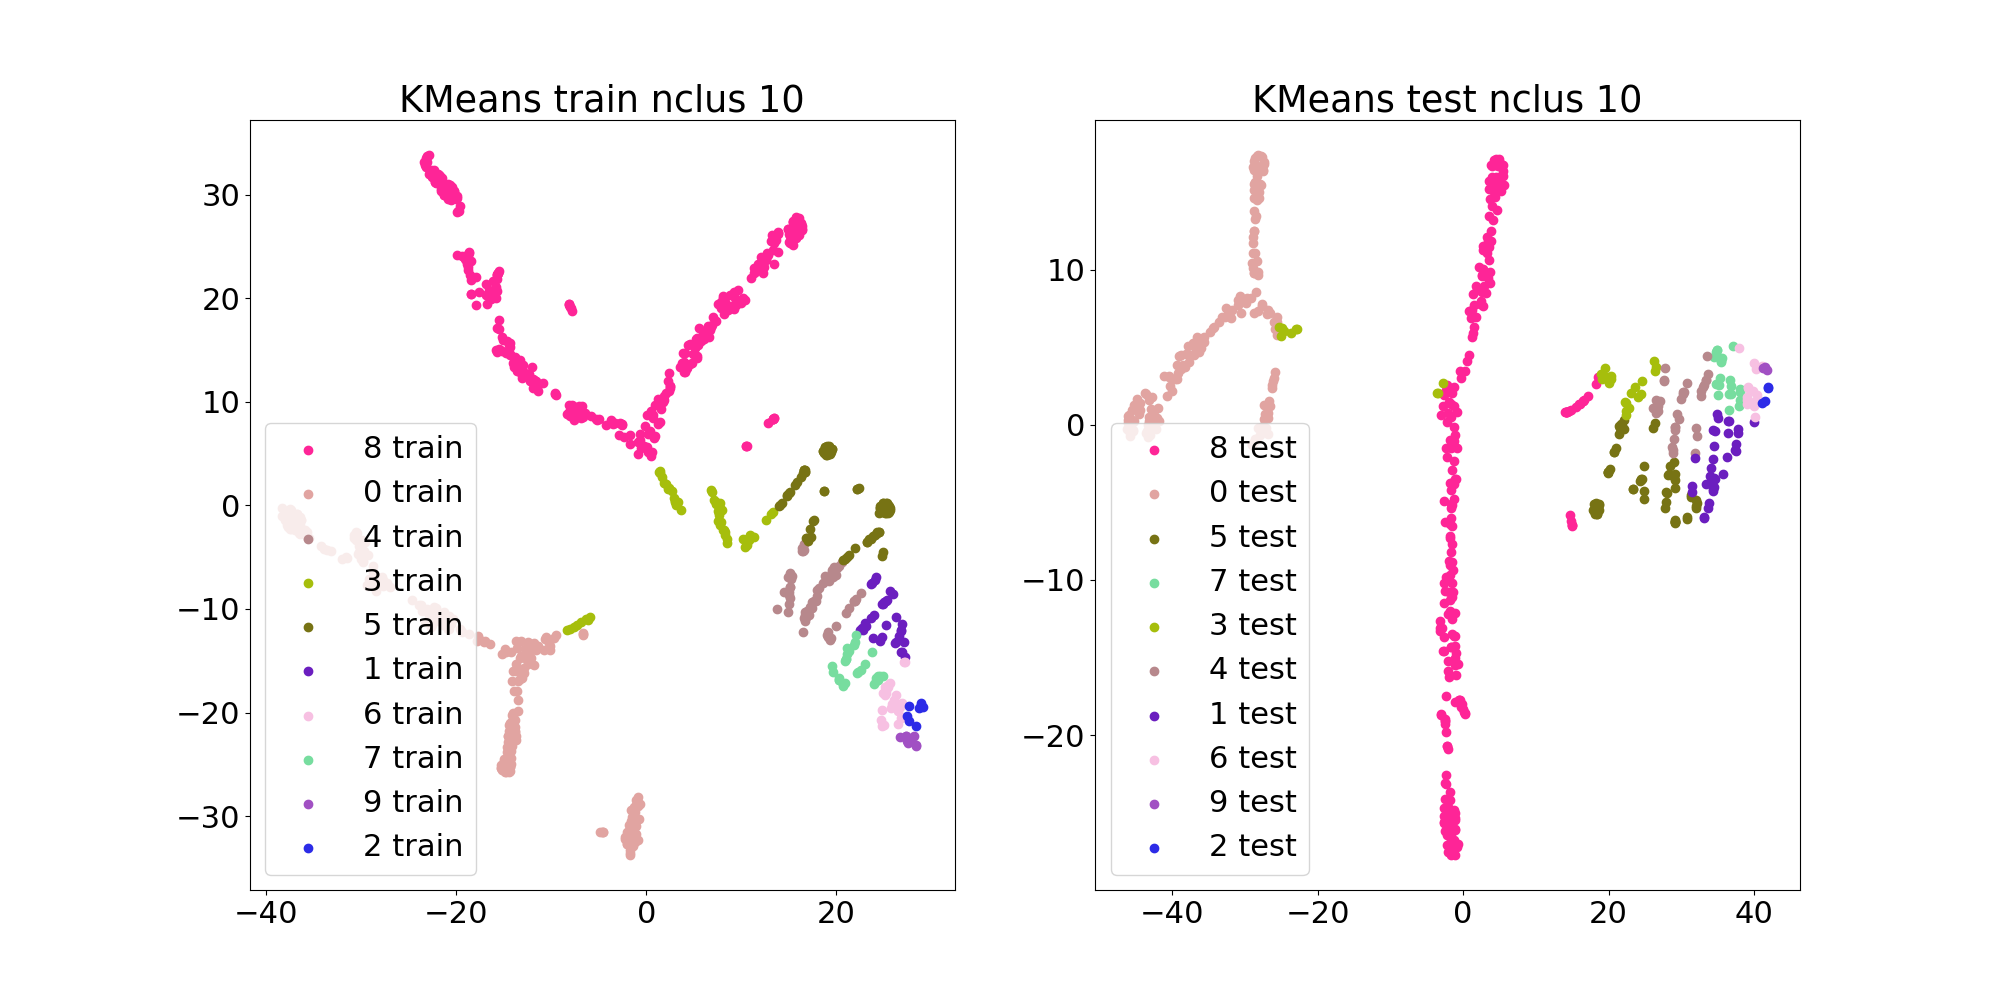 KMeans train nclus 10
30
20
10
0
−10
−20
−30
−40
−20
0
20
8 train
0 train
4 train
3 train
5 train
1 train
6 train
7 train
9 train
2 train
KMeans test nclus 10
10
0
−10
−20
−40
−20
0
20
40
8 test
0 test
5 test
7 test
3 test
4 test
1 test
6 test
9 test
2 test